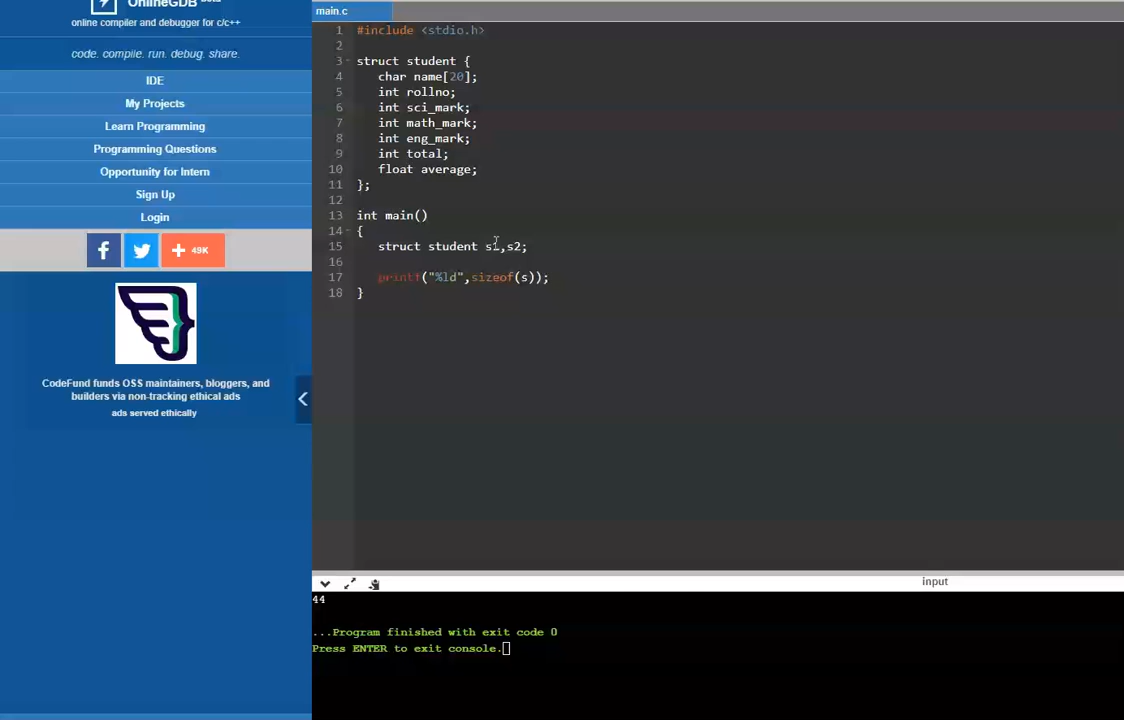 OnlineGDB beta
online compiler and debugger for c/c++
code. compile. run. debug. share.
IDE
My Projects
Learn Programming
Programming Questions
Opportunity for Intern
Sign Up
Login
f
+ 49K
CodeFund funds OSS maintainers, bloggers, and
builders via non-tracking ethical ads
ads served ethically
main.c
1 #include <stdio.h>
2
3 struct student {
4 char name[20];
5 int rollno;
6 int sci_mark;
7 int math_mark;
8 int eng_mark;
9 int total;
10 float average;
11 };
12
13 int main()
14 {
15 struct student s1,s2;
16
17 printf("%ld",sizeof(s));
18 }
input
44
...Program finished with exit code 0
Press ENTER to exit console.